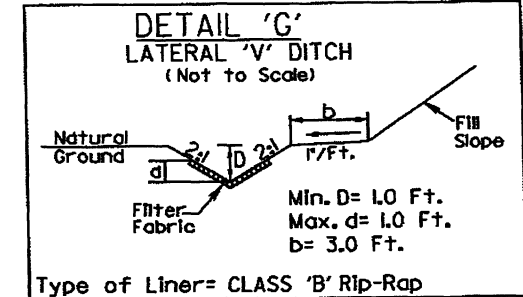 DETAIL 'G'
LATERAL 'V' DITCH
(Not to Scale)
b
Natural
Ground
2:1
D
2:1
1"/Ft.
Fill
Slope
d
Filter
Fabric
Min. D= 1.0 Ft.
Max. d= 1.0 Ft.
b= 3.0 Ft.
Type of Liner= CLASS 'B' Rip-Rap